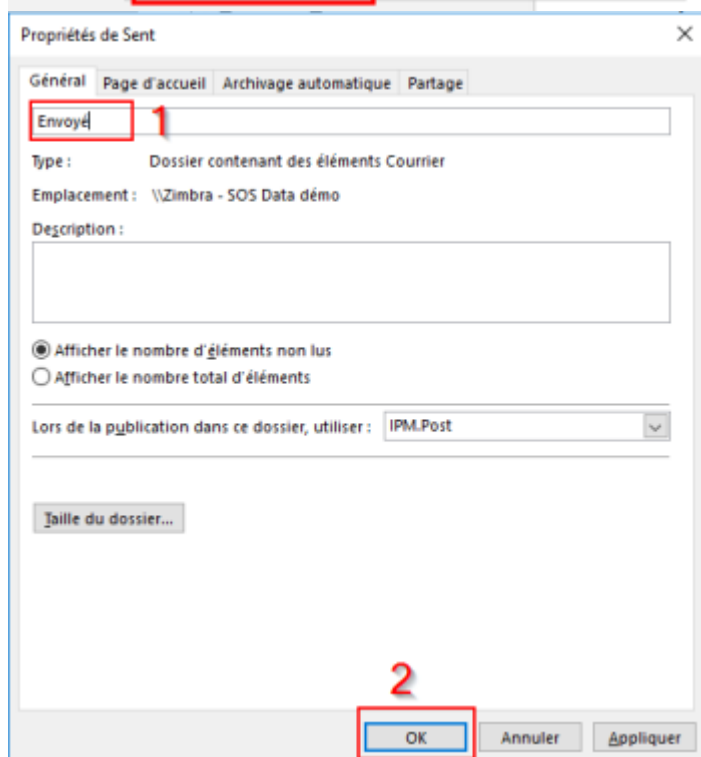 Propriétés de Sent
Général Page d'accueil Archivage automatique Partage
Envoyé 1
Type : Dossier contenant des éléments Courrier
Emplacement : \\Zimbra - SOS Data démo
Description :
Afficher le nombre d'éléments non lus
Afficher le nombre total d'éléments
Lors de la publication dans ce dossier, utiliser : IPM.Post
Taille du dossier...
2
OK Annuler Appliquer